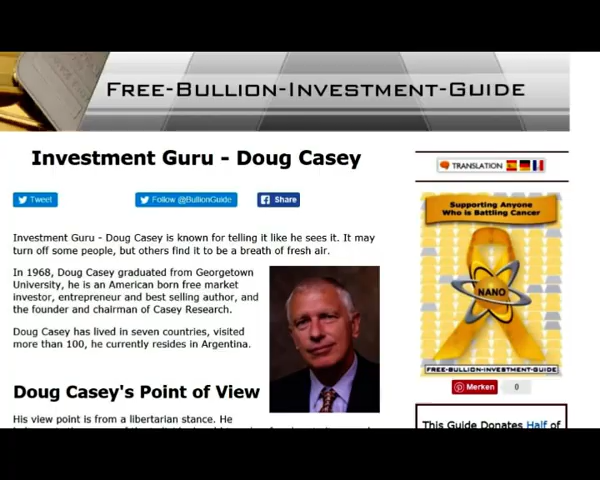 FREE-BULLION-INVESTMENT-GUIDE
Investment Guru - Doug Casey
Tweet
Follow @BullionGuide
Share
Investment Guru - Doug Casey is known for telling it like he sees it. It may
turn off some people, but others find it to be a breath of fresh air.
In 1968, Doug Casey graduated from Georgetown
University, he is an American born free market
investor, entrepreneur and best selling author, and
the founder and chairman of Casey Research.
Doug Casey has lived in seven countries, visited
more than 100, he currently resides in Argentina.
Doug Casey's Point of View
His view point is from a libertarian stance. He
TRANSLATION
Supporting Anyone
Who is Battling Cancer
NANO
FREE-BULLION-INVESTMENT-GUIDE
Merken
0
This Guide Donates Half of